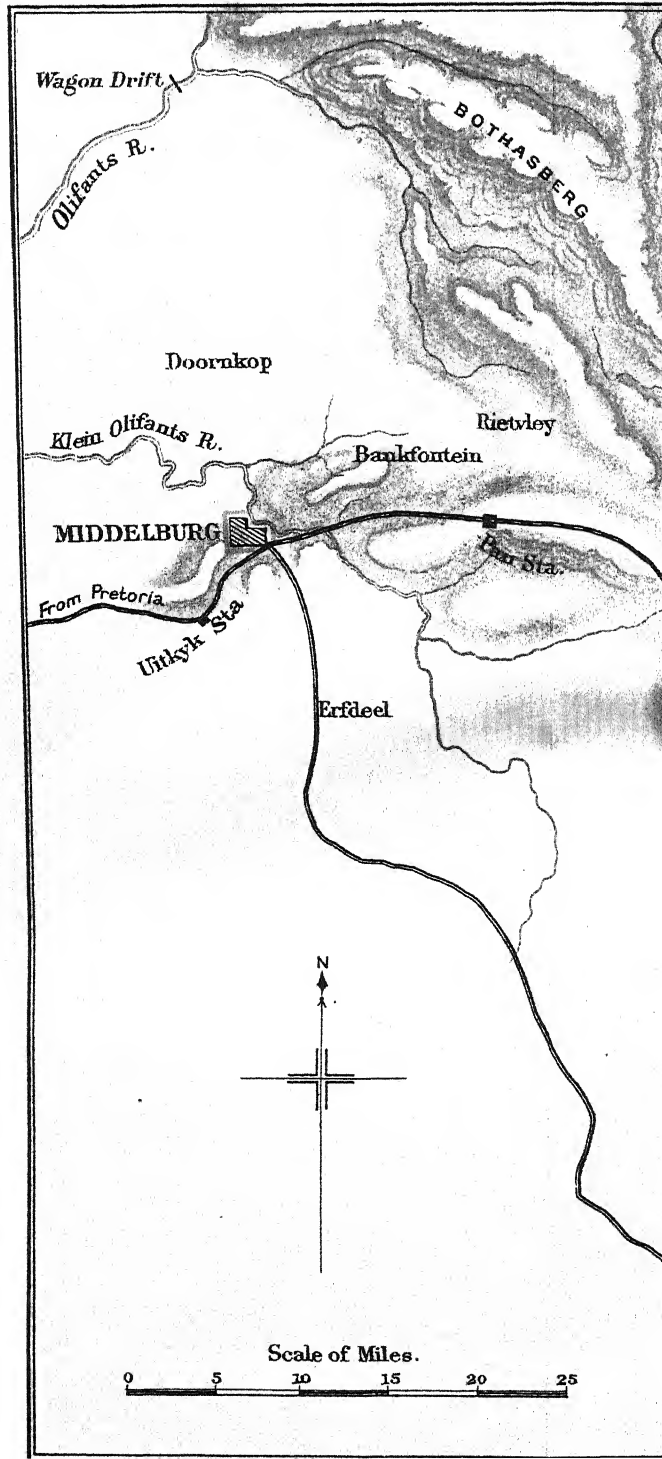 Wagon Drift
Olifants R.
BOTHASBERG
Doornkop
Klein Olifants R.
Rietvley
Bankfontein
MIDDELBURG
Pan Sta.
From Pretoria
Uitkyk Sta
Erfdeel
N
Scale of Miles.
0 5 10 15 20 25